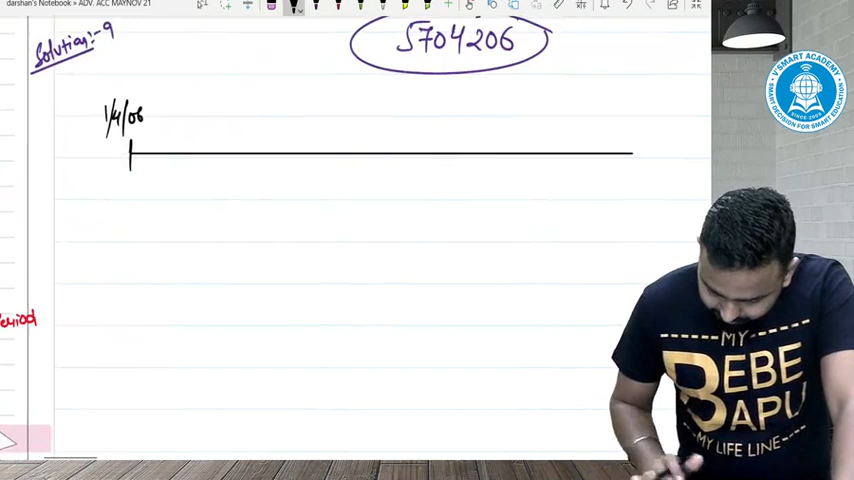 darshan's Notebook » ADV. ACC MAYNOV 21
Solution:- 9
5704206
1/4/06
eriod
V'SMART ACADEMY
SMART DECISION FOR SMART EDUCATION
SINCE-2003
MY
BEBE
BAPU
MY LIFE LINE